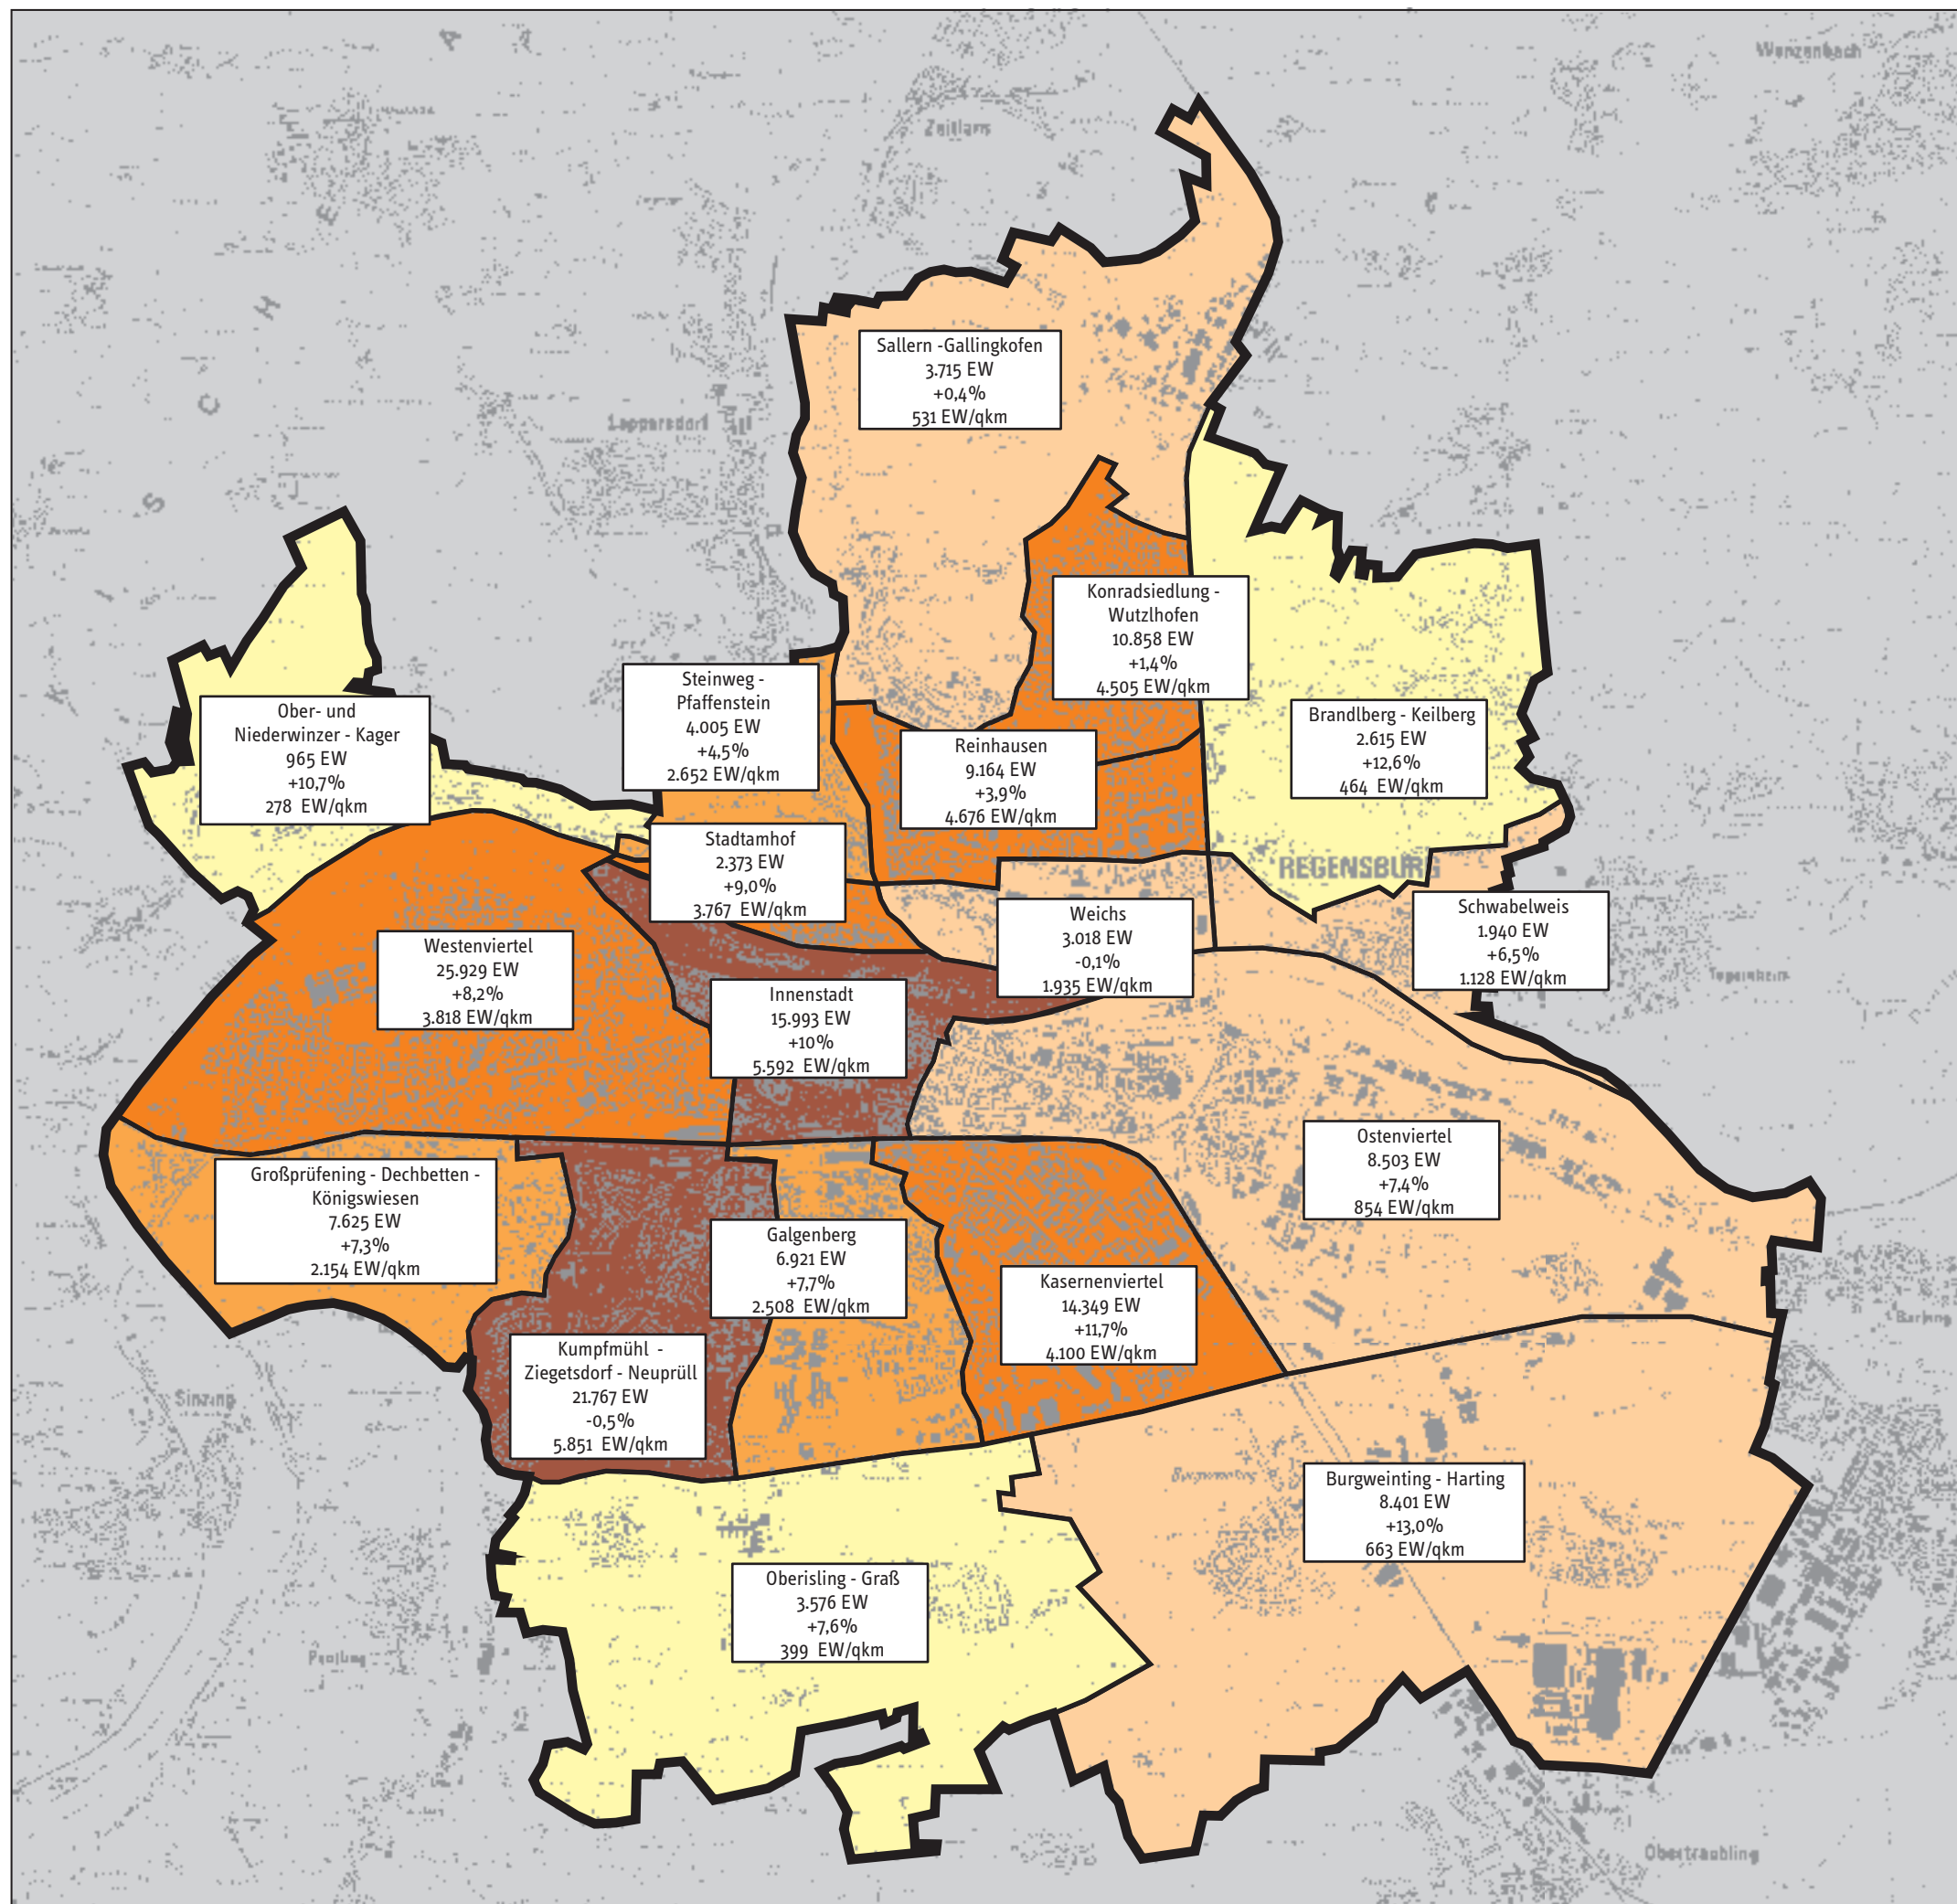 Wenzenbach
Zeitlarn
Sallern -Gallingkofen
3.715 EW
+0,4%
531 EW/qkm
Lappersdorf
Konradsiedlung -
Wutzlhofen
10.858 EW
+1,4%
4.505 EW/qkm
Steinweg -
Pfaffenstein
4.005 EW
+4,5%
2.652 EW/qkm
Ober- und
Niederwinzer - Kager
965 EW
+10,7%
278 EW/qkm
Reinhausen
9.164 EW
+3,9%
4.676 EW/qkm
Brandlberg - Keilberg
2.615 EW
+12,6%
464 EW/qkm
Stadtamhof
2.373 EW
+9,0%
3.767 EW/qkm
REGENSBURG
Weichs
3.018 EW
-0,1%
1.935 EW/qkm
Schwabelweis
1.940 EW
+6,5%
1.128 EW/qkm
Westenviertel
25.929 EW
+8,2%
3.818 EW/qkm
Tegernheim
Innenstadt
15.993 EW
+10%
5.592 EW/qkm
Ostenviertel
8.503 EW
+7,4%
854 EW/qkm
Großprüfening - Dechbetten -
Königswiesen
7.625 EW
+7,3%
2.154 EW/qkm
Galgenberg
6.921 EW
+7,7%
2.508 EW/qkm
Kasernenviertel
14.349 EW
+11,7%
4.100 EW/qkm
Barbing
Kumpfmühl -
Ziegetsdorf - Neuprüll
21.767 EW
-0,5%
5.851 EW/qkm
Sinzing
Burgweinting - Harting
8.401 EW
+13,0%
663 EW/qkm
Oberisling - Graß
3.576 EW
+7,6%
399 EW/qkm
Pentling
Obertraubling